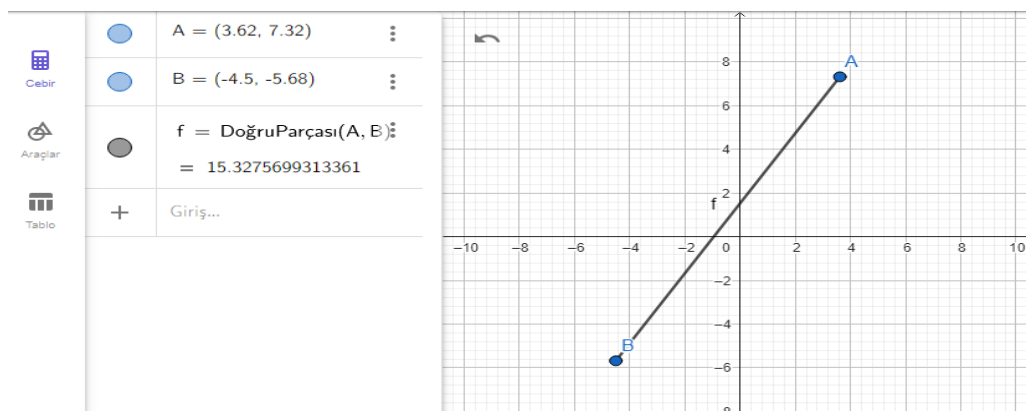 Cebir
Araçlar
Tablo
A = (3.62, 7.32)
B = (-4.5, -5.68)
f = DoğruParçası(A, B)
= 15.3275699313361
+ Giriş...
A
8
6
4
f 2
−10 −8 −6 −4 −2 0 2 4 6 8 10
−2
−4
B
−6
−8